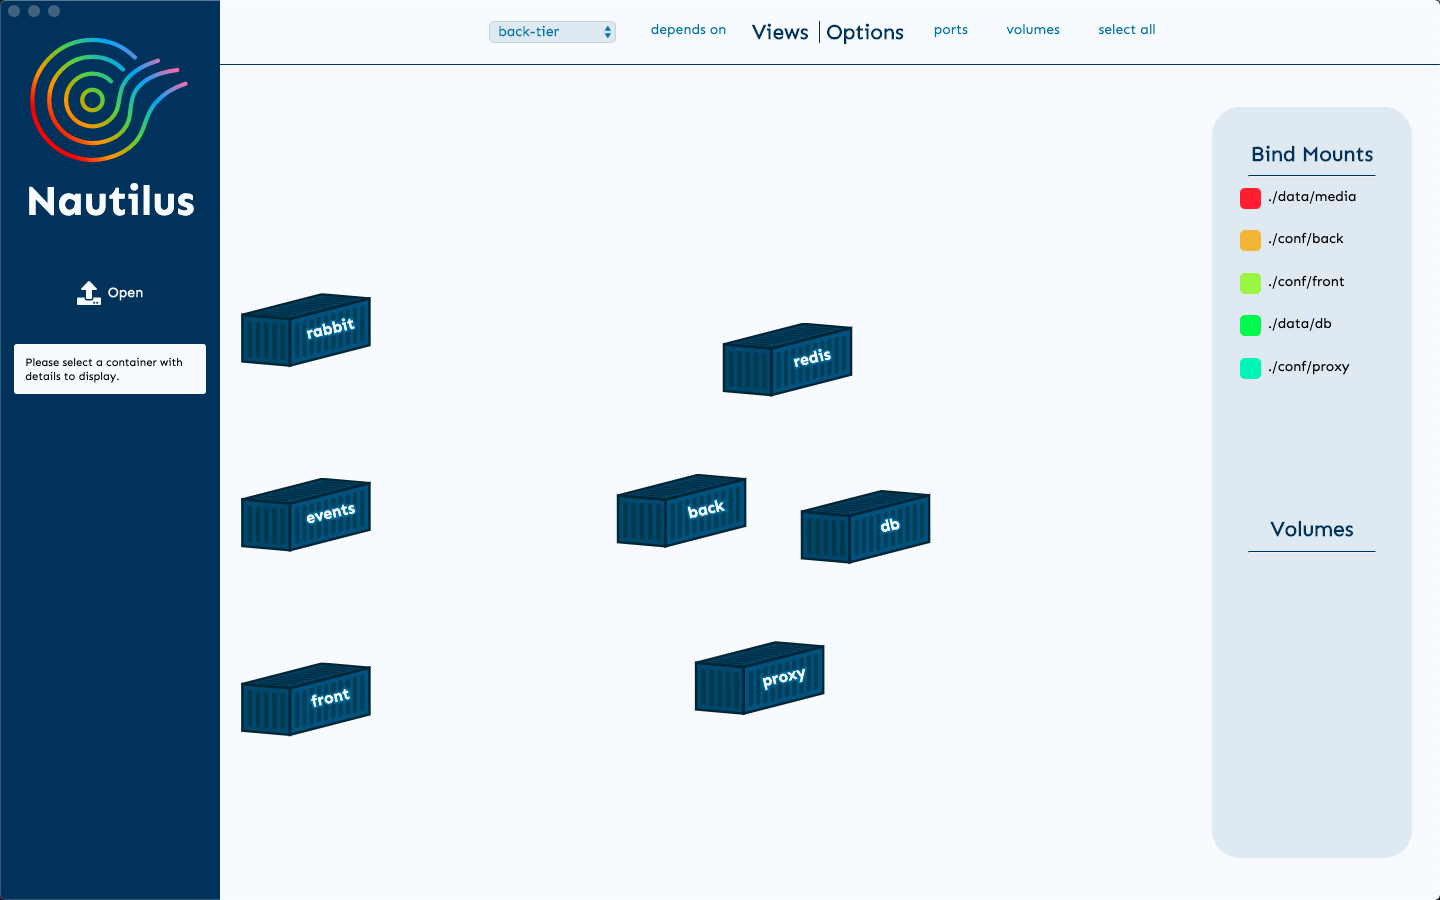 back-tier
depends on
Views
Options
ports
volumes
select all
Nautilus
Open
Please select a container with
details to display.
rabbit
redis
events
back
db
front
proxy
Bind Mounts
./data/media
./conf/back
./conf/front
./data/db
./conf/proxy
Volumes